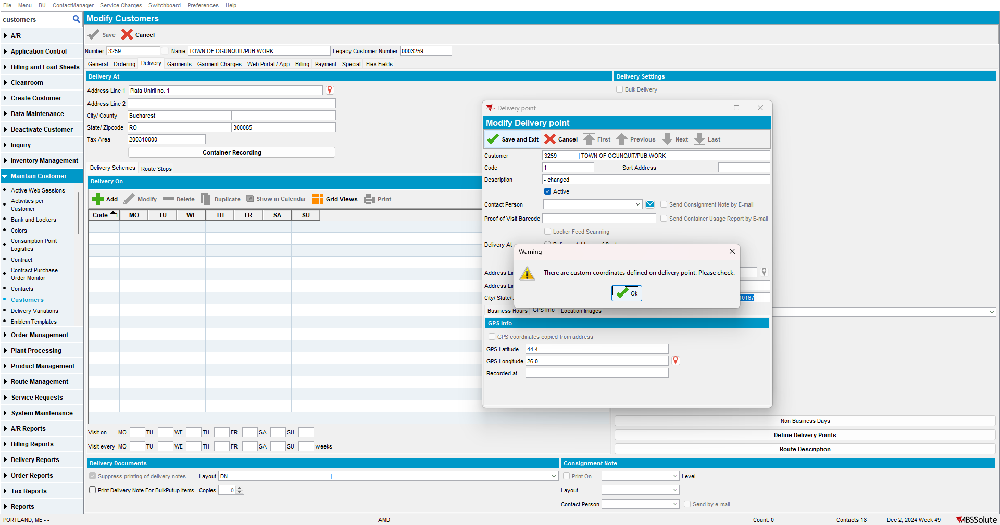 File Menu BU ContactManager Service Charges Switchboard Preferences Help
customers
Modify Customers
Save Cancel
Number 3259 ... Name TOWN OF OGUNQUIT/PUB.WORK Legacy Customer Number 0003259
General Ordering Delivery Garments Garment Charges Web Portal / App Billing Payment Special Flex Fields
A/R
Application Control
Billing and Load Sheets
Cleanroom
Create Customer
Data Maintenance
Deactivate Customer
Inquiry
Inventory Management
Maintain Customer
Active Web Sessions
Activities per
Customer
Bank and Lockers
Colors
Consumption Point
Logistics
Contract
Contract Purchase
Order Monitor
Contacts
Customers
Delivery Variations
Emblem Templates
Order Management
Plant Processing
Product Management
Route Management
Service Requests
System Maintenance
A/R Reports
Billing Reports
Delivery Reports
Order Reports
Tax Reports
Reports
Delivery At
Address Line 1 Piata Unirii no. 1
Address Line 2
City/ County Bucharest
State/ Zipcode RO 300085
Tax Area 200310000
Container Recording
Delivery Schemes Route Stops
Delivery On
Add Modify Delete Duplicate 16 Show in Calendar Grid Views Print
Code 1 MO TU WE TH FR SA SU
Visit on MO TU WE TH FR SA SU
Visit every MO TU WE TH FR SA SU weeks
Delivery Settings
Bulk Delivery
Non Business Days
Define Delivery Points
Route Description
Delivery point
Modify Delivery point
Save and Exit Cancel First Previous Next Last
Customer 3259 | TOWN OF OGUNQUIT/PUB.WORK
Code 1 Sort Address
Description - changed
Active
Contact Person Send Consignment Note by E-mail
Proof of Visit Barcode Send Container Usage Report by E-mail
Locker Feed Scanning
Delivery At
Address Li
Address Li
City/ State/ 0167
Business Hours GPS Info Location Images
GPS Info
GPS coordinates copied from address
GPS Latitude 44.4
GPS Longitude 26.0
Recorded at
Warning
There are custom coordinates defined on delivery point. Please check.
Ok
Delivery Documents
Suppress printing of delivery notes Layout DN | -
Print Delivery Note For BulkPutup Items Copies 0
Consignment Note
Print On Level
Layout
Contact Person Send by e-mail
PORTLAND, ME - - AMD Count: 0 Contacts 18 Dec 2, 2024 Week 49 ABSSolute